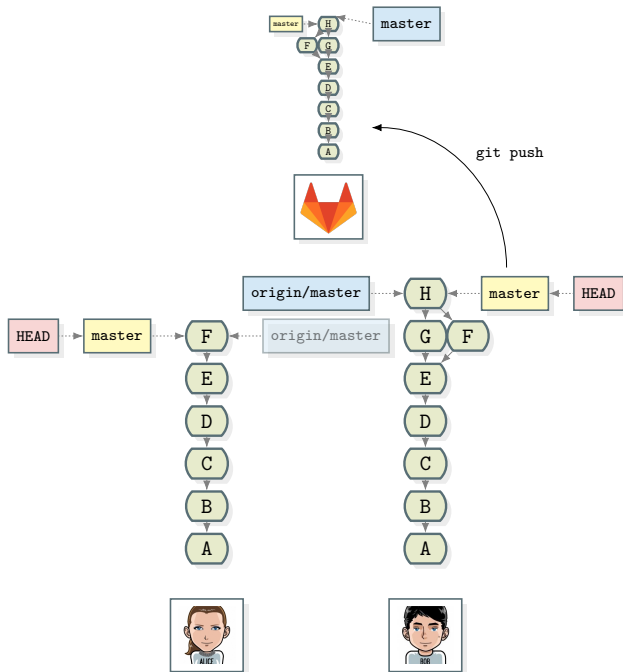 master H master
F G
E
D
C
B
A
git push
origin/master H master HEAD
HEAD master F origin/master G F
E E
D D
C C
B B
A A
ALICE BOB